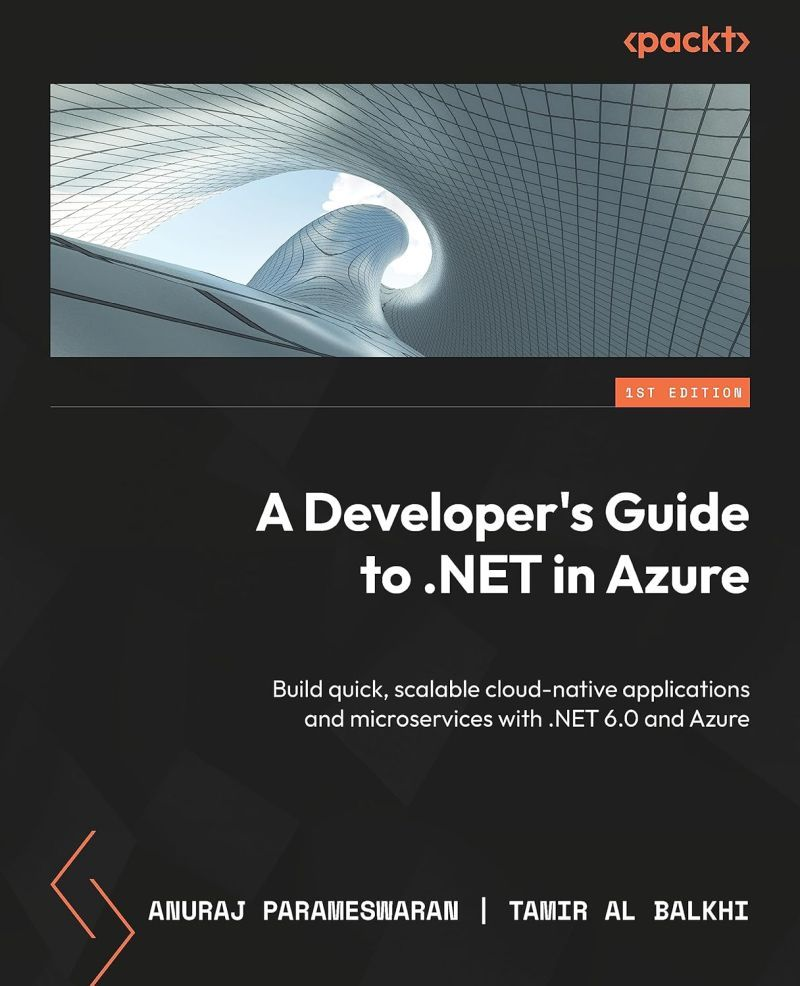 <packt>
1ST EDITION
A Developer's Guide
to .NET in Azure
Build quick, scalable cloud-native applications
and microservices with .NET 6.0 and Azure
ANURAJ PARAMESWARAN | TAMIR AL BALKHI